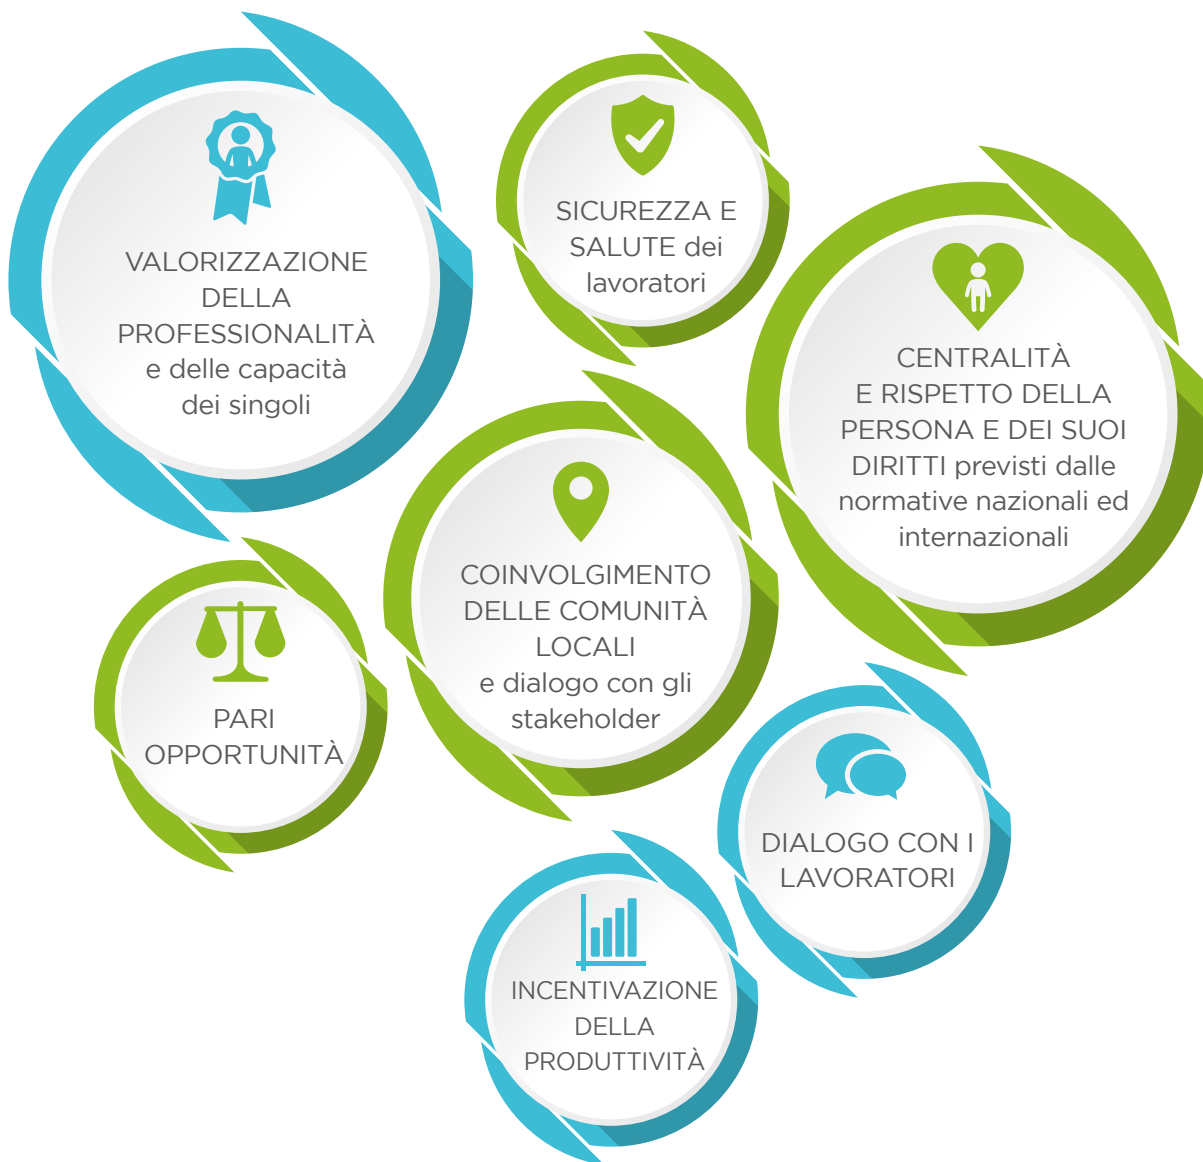 VALORIZZAZIONE
DELLA
PROFESSIONALITÀ
e delle capacità
dei singoli
SICUREZZA E
SALUTE dei
lavoratori
CENTRALITÀ
E RISPETTO DELLA
PERSONA E DEI SUOI
DIRITTI previsti dalle
normative nazionali ed
internazionali
COINVOLGIMENTO
DELLE COMUNITÀ
LOCALI
e dialogo con gli
stakeholder
PARI
OPPORTUNITÀ
DIALOGO CON I
LAVORATORI
INCENTIVAZIONE
DELLA
PRODUTTIVITÀ